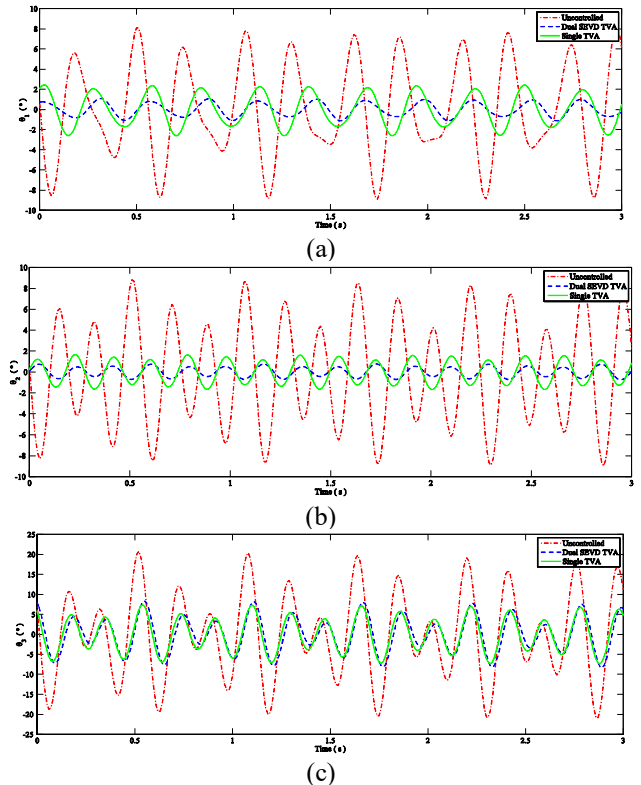 10
8
6
4
2
0
-2
-4
-6
-8
-10
θ₁ (°)
Uncontrolled
Dual SEVD TVA
Single TVA
0 0.5 1 1.5 2 2.5 3
Time ( s )
(a)
10
8
6
4
2
0
-2
-4
-6
-8
-10
θ₂ (°)
Uncontrolled
Dual SEVD TVA
Single TVA
0 0.5 1 1.5 2 2.5 3
Time ( s )
(b)
25
20
15
10
5
0
-5
-10
-15
-20
-25
θ₃ (°)
Uncontrolled
Dual SEVD TVA
Single TVA
0 0.5 1 1.5 2 2.5 3
Time ( s )
(c)